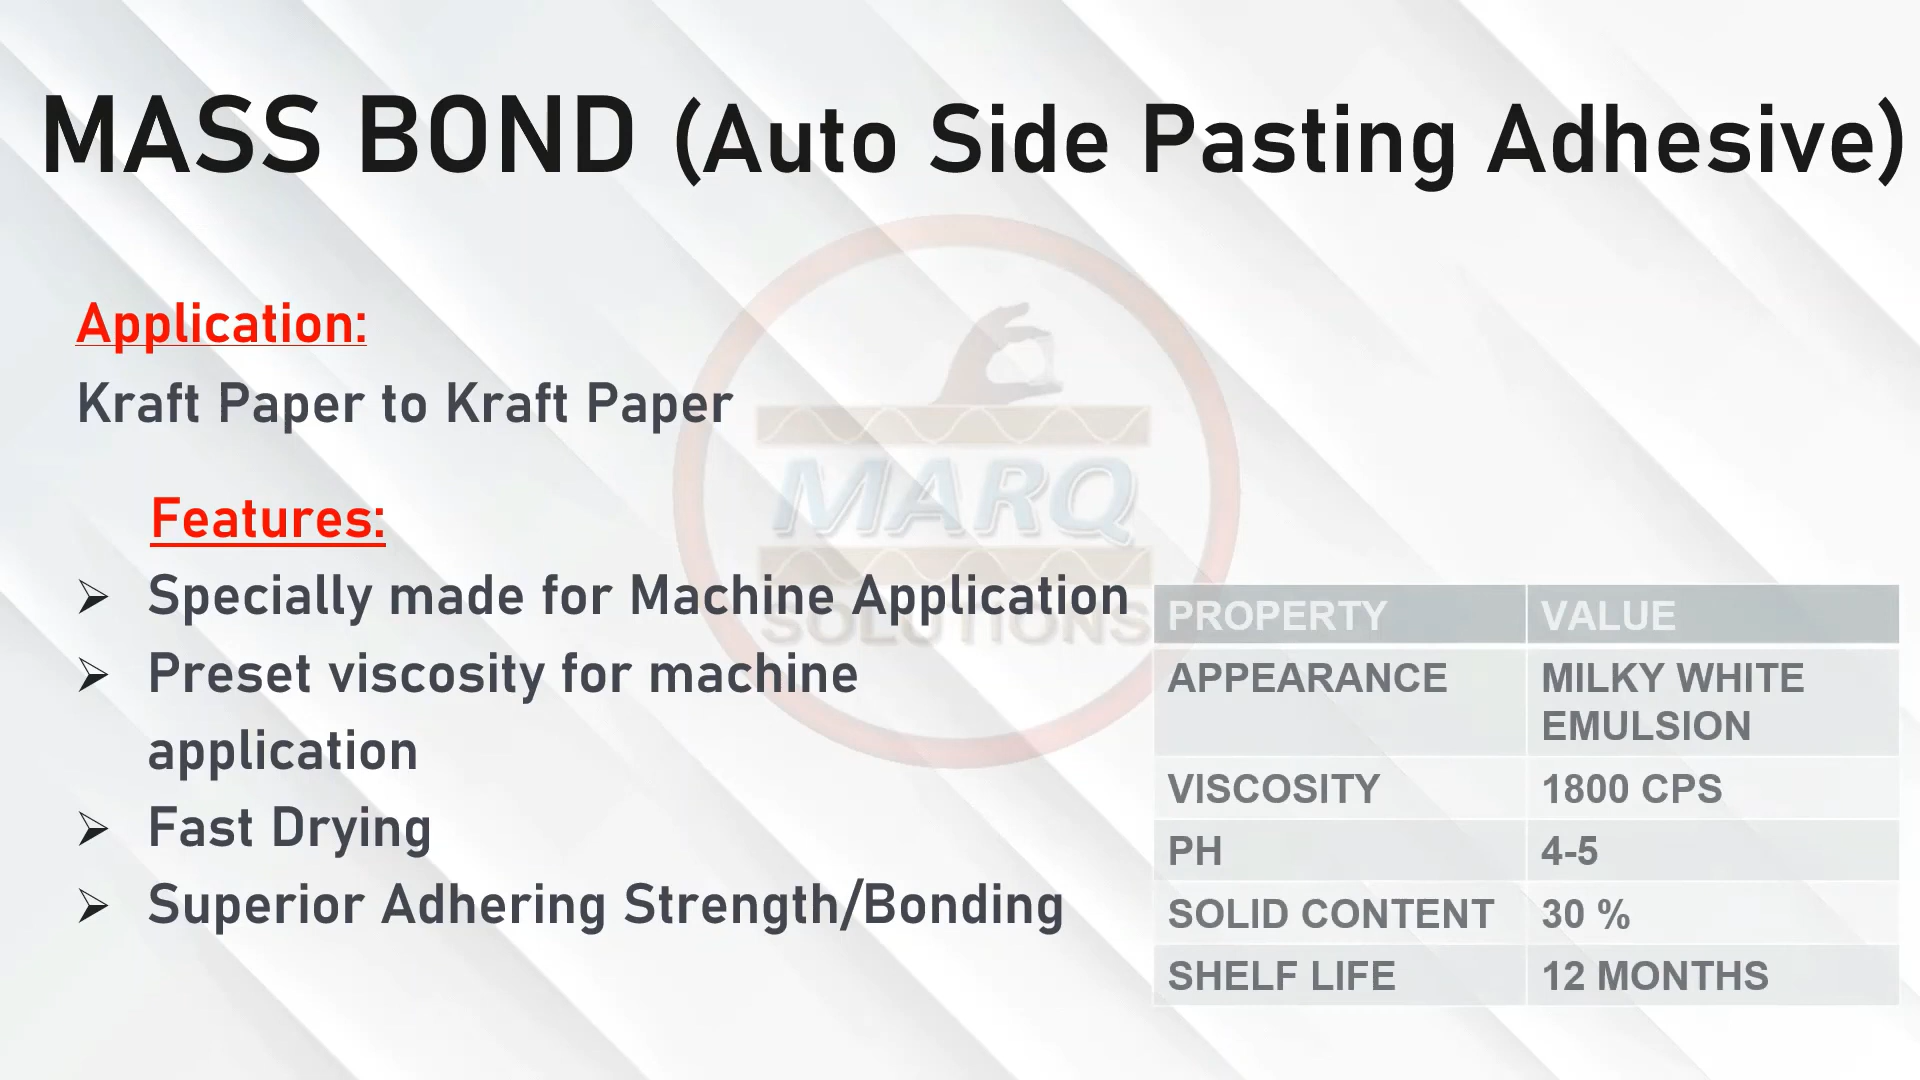 MASS BOND (Auto Side Pasting Adhesive)
Application:
Kraft Paper to Kraft Paper
Features:
➢ Specially made for Machine Application
➢ Preset viscosity for machine
application
➢ Fast Drying
➢ Superior Adhering Strength/Bonding
MARQ
SOLUTIONS
PROPERTY VALUE
APPEARANCE MILKY WHITE
EMULSION
VISCOSITY 1800 CPS
PH 4-5
SOLID CONTENT 30 %
SHELF LIFE 12 MONTHS